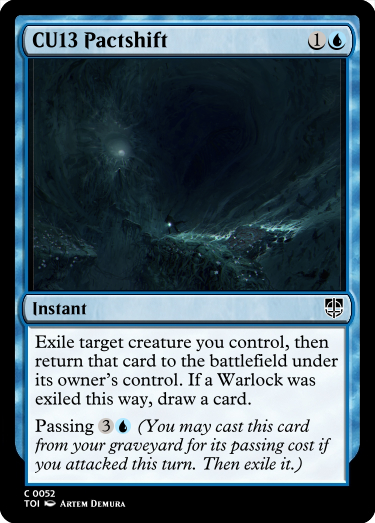 CU13 Pactshift
1
Instant
Exile target creature you control, then
return that card to the battlefield under
its owner's control. If a Warlock was
exiled this way, draw a card.
Passing 3 (You may cast this card
from your graveyard for its passing cost if
you attacked this turn. Then exile it.)
C 0052
TOI Artem Demura